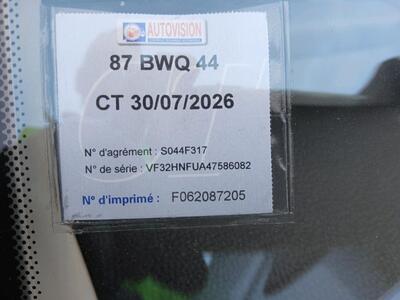 AUTOVISION
87 BWQ 44
CT 30/07/2026
N° d'agrément : S044F317
N° de série : VF32HNFUA47586082
N° d'imprimé : F062087205